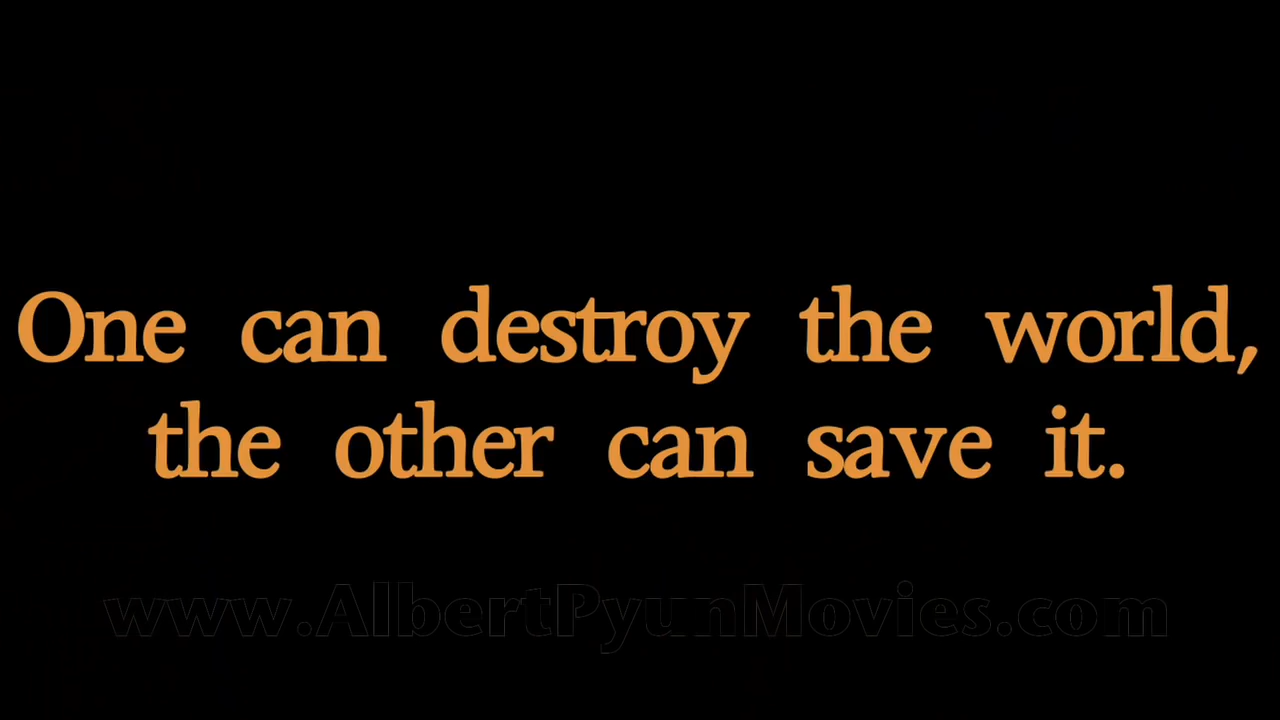 One can destroy the world,
the other can save it.
www.AlbertPyunMovies.com